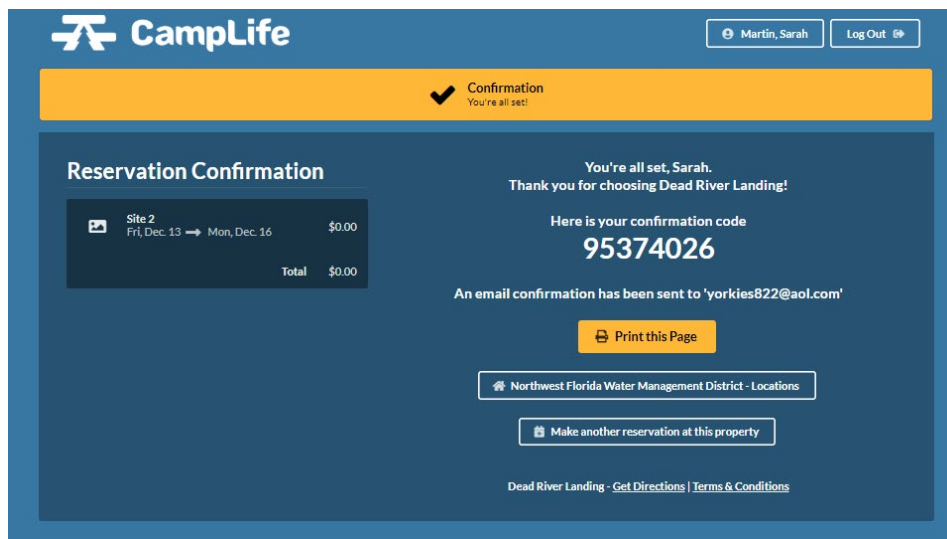 CampLife
Martin, Sarah
Log Out
Confirmation
You're all set!
Reservation Confirmation
Site 2
Fri, Dec. 13 → Mon, Dec. 16 $0.00
Total $0.00
You're all set, Sarah.
Thank you for choosing Dead River Landing!
Here is your confirmation code
95374026
An email confirmation has been sent to 'yorkies822@aol.com'
Print this Page
Northwest Florida Water Management District - Locations
Make another reservation at this property
Dead River Landing - Get Directions | Terms & Conditions